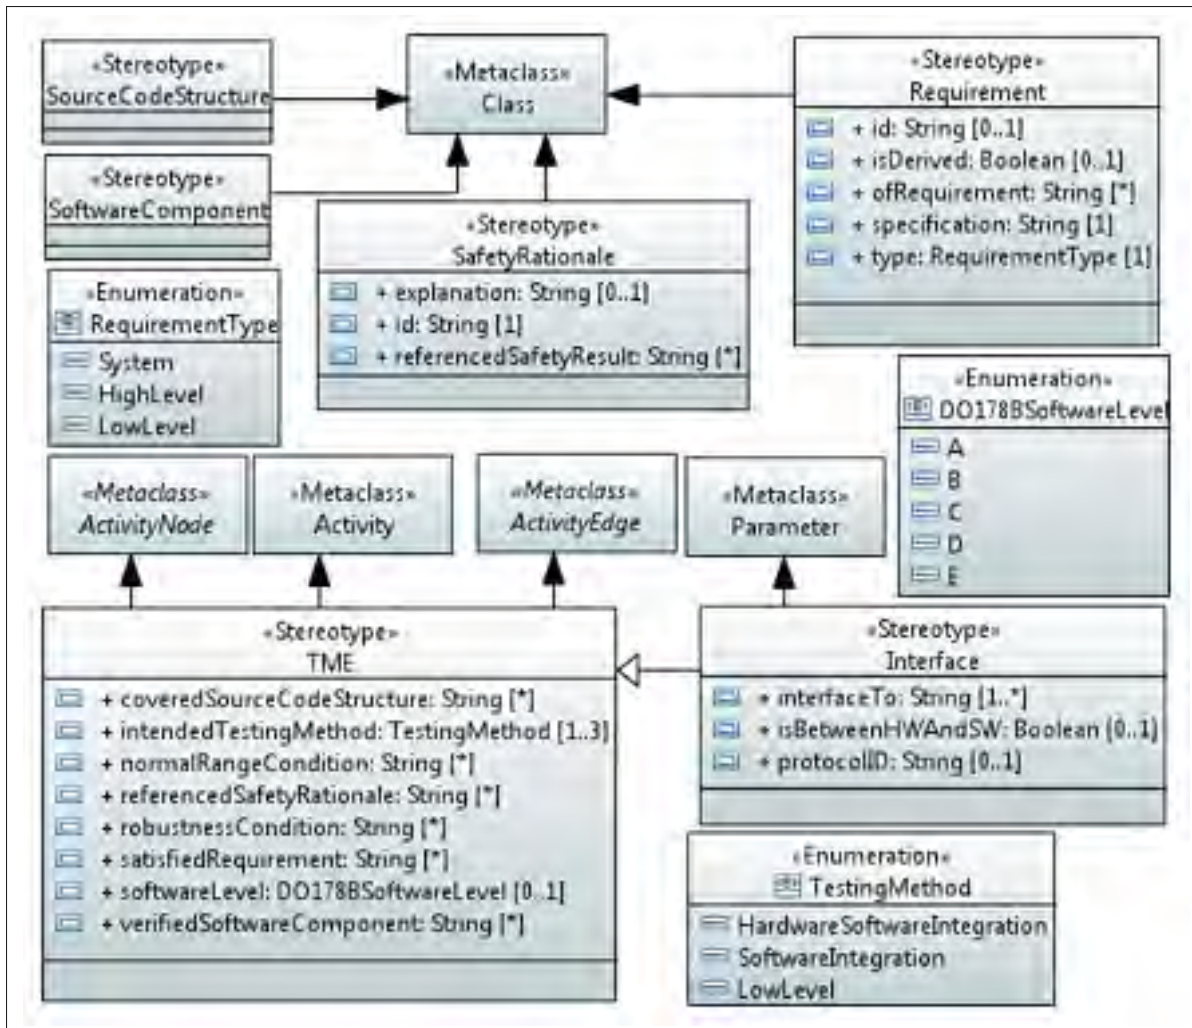 «Stereotype»
SourceCodeStructure
«Metaclass»
Class
«Stereotype»
Requirement
+ id: String [0..1]
+ isDerived: Boolean [0..1]
+ ofRequirement: String [*]
+ specification: String [1]
+ type: RequirementType [1]
«Stereotype»
SoftwareComponent
«Stereotype»
SafetyRationale
+ explanation: String [0..1]
+ id: String [1]
+ referencedSafetyResult: String [*]
«Enumeration»
RequirementType
System
HighLevel
LowLevel
«Enumeration»
DO178BSoftwareLevel
A
B
C
D
E
«Metaclass»
ActivityNode
«Metaclass»
Activity
«Metaclass»
ActivityEdge
«Metaclass»
Parameter
«Stereotype»
TME
+ coveredSourceCodeStructure: String [*]
+ intendedTestingMethod: TestingMethod [1..3]
+ normalRangeCondition: String [*]
+ referencedSafetyRationale: String [*]
+ robustnessCondition: String [*]
+ satisfiedRequirement: String [*]
+ softwareLevel: DO178BSoftwareLevel [0..1]
+ verifiedSoftwareComponent: String [*]
«Stereotype»
Interface
+ interfaceTo: String [1..*]
+ isBetweenHWAndSW: Boolean [0..1]
+ protocolID: String [0..1]
«Enumeration»
TestingMethod
HardwareSoftwareIntegration
SoftwareIntegration
LowLevel